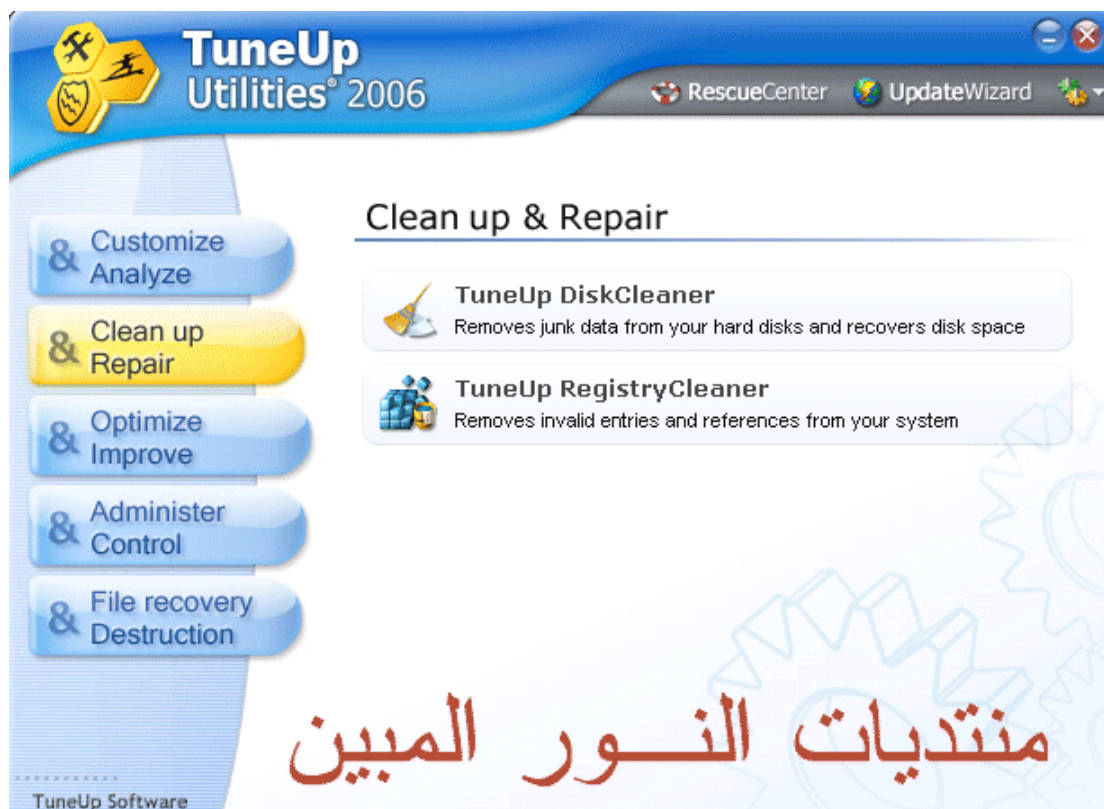 TuneUp
Utilities® 2006
RescueCenter UpdateWizard
Clean up & Repair
& Customize
Analyze
& Clean up
Repair
& Optimize
Improve
& Administer
Control
& File recovery
Destruction
TuneUp DiskCleaner
Removes junk data from your hard disks and recovers disk space
TuneUp RegistryCleaner
Removes invalid entries and references from your system
منتديات النـــور المبين
TuneUp Software